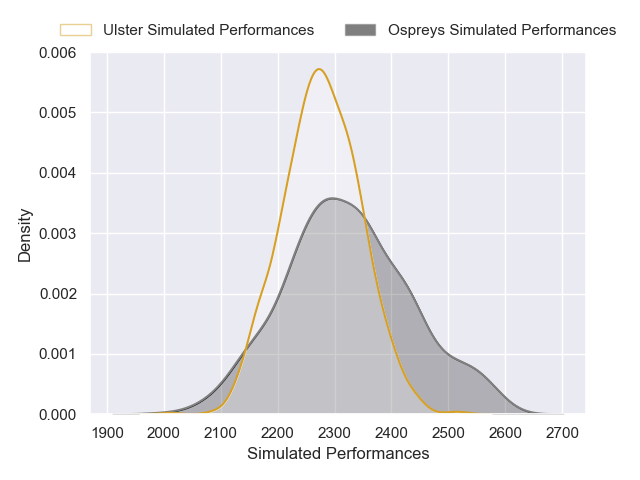 Ulster Simulated Performances Ospreys Simulated Performances
0.006
0.005
0.004
0.003
0.002
0.001
0.000
Density
1900 2000 2100 2200 2300 2400 2500 2600 2700
Simulated Performances